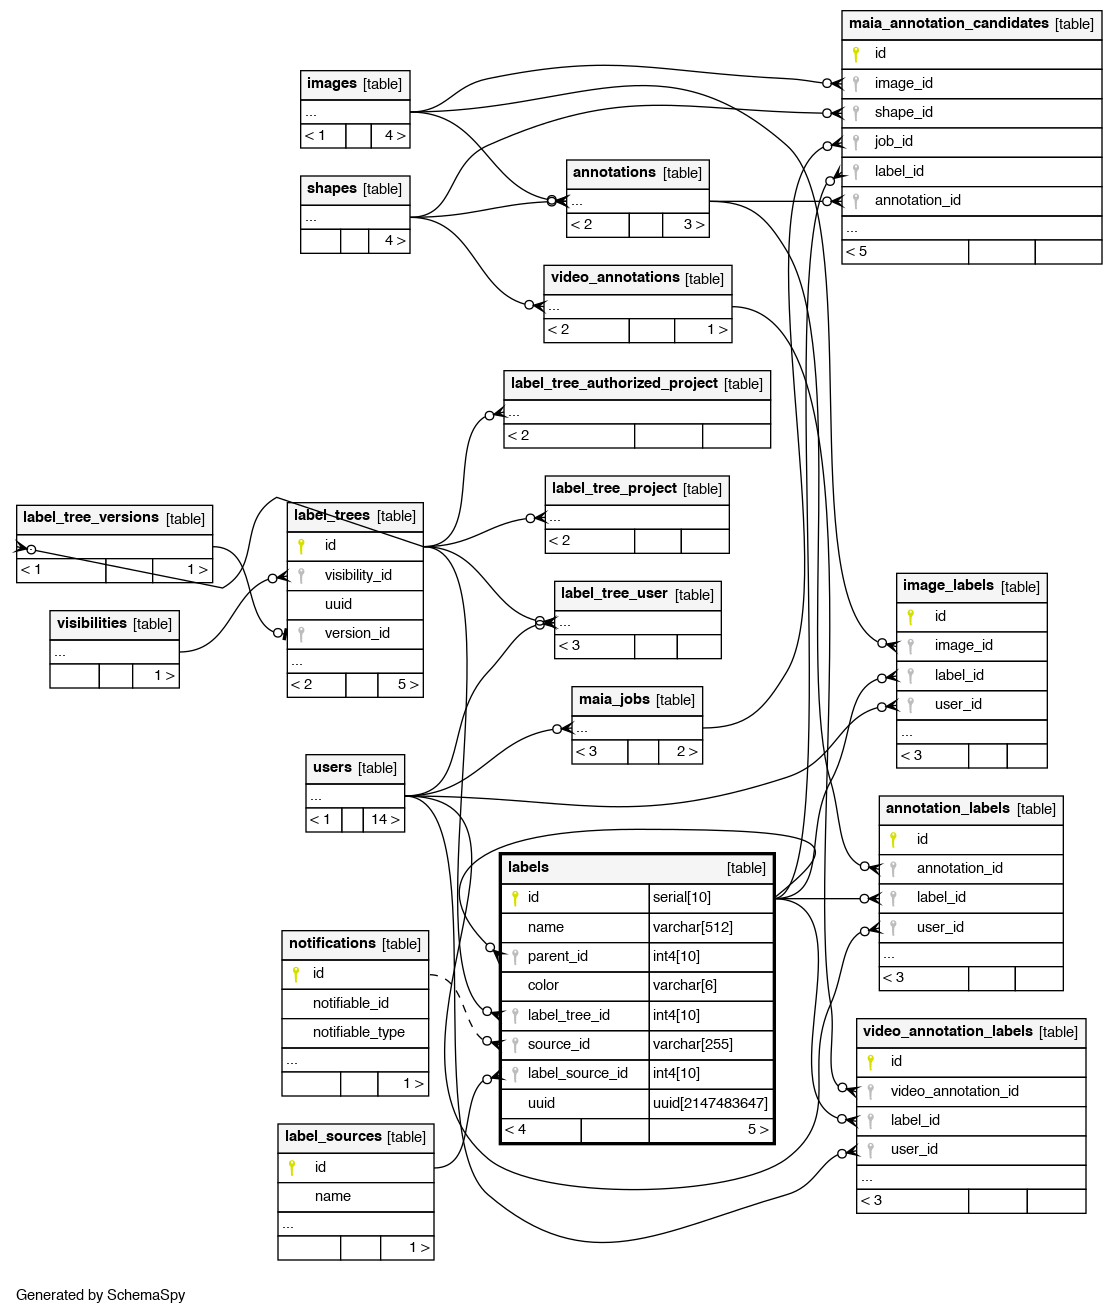 maia_annotation_candidates [table]
id
image_id
shape_id
job_id
label_id
annotation_id
...
< 5
images [table]
...
< 1 4 >
shapes [table]
...
4 >
annotations [table]
...
< 2 3 >
video_annotations [table]
...
< 2 1 >
label_tree_authorized_project [table]
...
< 2
label_tree_project [table]
...
< 2
label_tree_versions [table]
< 1 1 >
label_trees [table]
id
visibility_id
uuid
version_id
...
< 2 5 >
visibilities [table]
...
1 >
label_tree_user [table]
...
< 3
image_labels [table]
id
image_id
label_id
user_id
...
< 3
maia_jobs [table]
...
< 3 2 >
users [table]
...
< 1 14 >
annotation_labels [table]
id
annotation_id
label_id
user_id
...
< 3
labels [table]
id serial[10]
name varchar[512]
parent_id int4[10]
color varchar[6]
label_tree_id int4[10]
source_id varchar[255]
label_source_id int4[10]
uuid uuid[2147483647]
< 4 5 >
notifications [table]
id
notifiable_id
notifiable_type
...
1 >
video_annotation_labels [table]
id
video_annotation_id
label_id
user_id
...
< 3
label_sources [table]
id
name
...
1 >
Generated by SchemaSpy